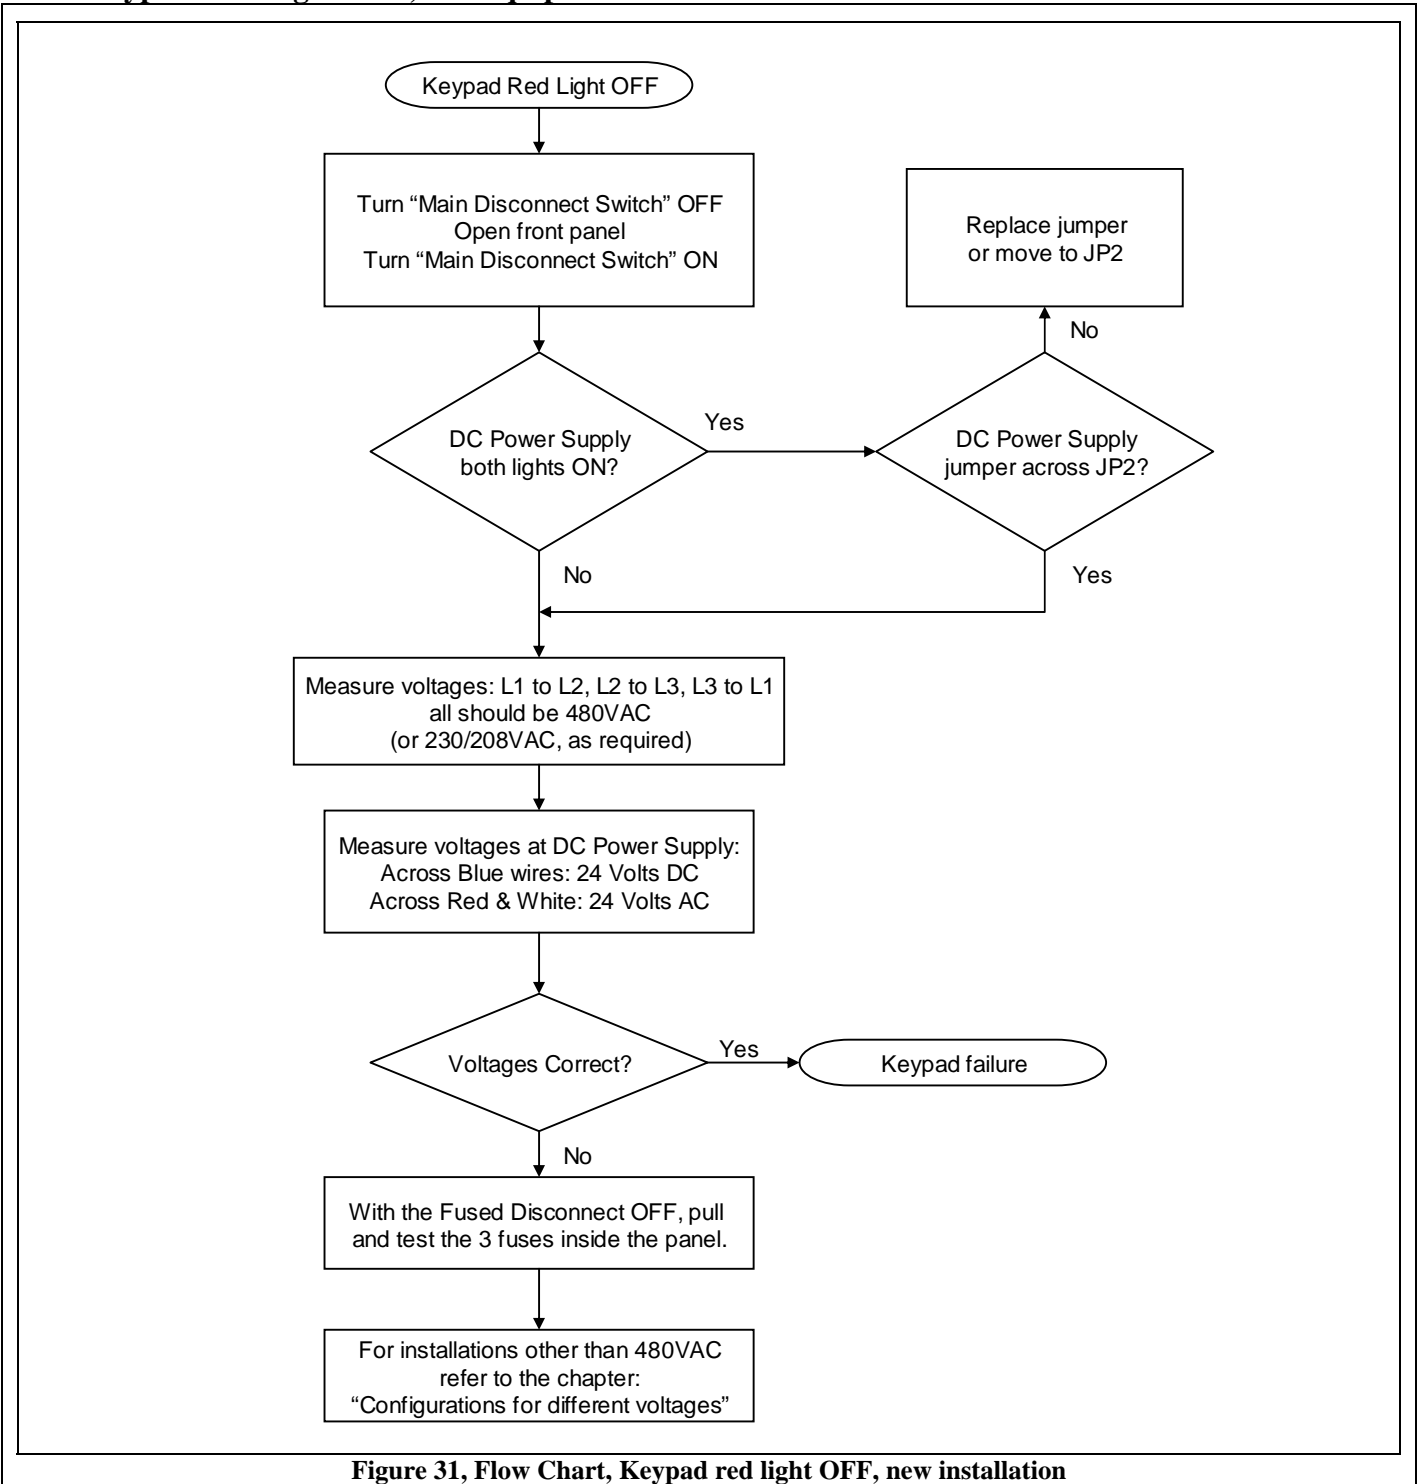 Keypad Red Light OFF
Turn “Main Disconnect Switch” OFF
Open front panel
Turn “Main Disconnect Switch” ON
Replace jumper
or move to JP2
No
DC Power Supply
both lights ON?
Yes
DC Power Supply
jumper across JP2?
No
Yes
Measure voltages: L1 to L2, L2 to L3, L3 to L1
all should be 480VAC
(or 230/208VAC, as required)
Measure voltages at DC Power Supply:
Across Blue wires: 24 Volts DC
Across Red & White: 24 Volts AC
Voltages Correct?
Yes
Keypad failure
No
With the Fused Disconnect OFF, pull
and test the 3 fuses inside the panel.
For installations other than 480VAC
refer to the chapter:
“Configurations for different voltages”
Figure 31, Flow Chart, Keypad red light OFF, new installation